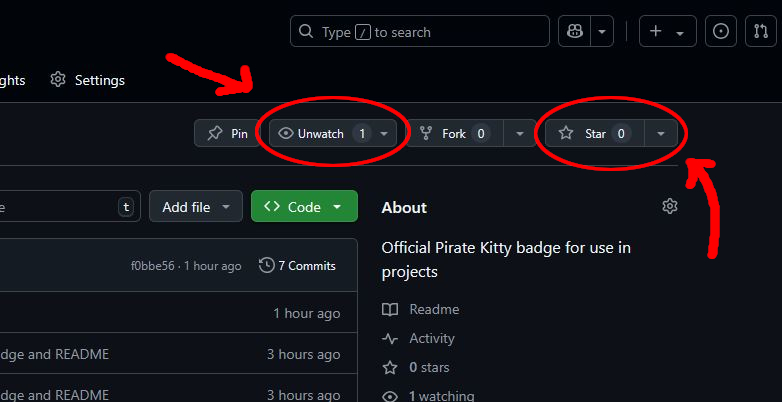 Type / to search
ghts Settings
Pin Unwatch 1 Fork 0 Star 0
e t Add file Code About
Official Pirate Kitty badge for use in
projects
f0bbe56 · 1 hour ago 7 Commits
Readme
1 hour ago
Activity
dge and README 3 hours ago
0 stars
dge and README 3 hours ago
1 watching